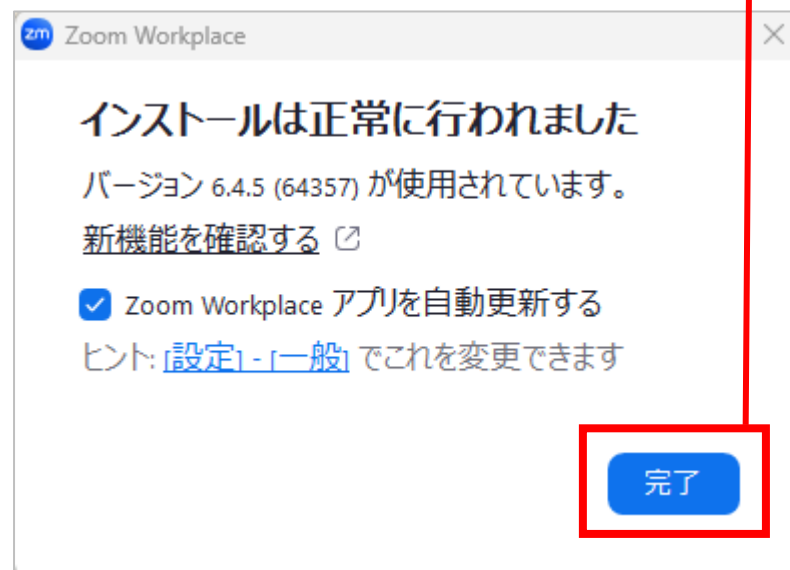 zm Zoom Workplace
インストールは正常に行われました
バージョン 6.4.5 (64357) が使用されています。
新機能を確認する
Zoom Workplace アプリを自動更新する
ヒント: [設定] - [一般] でこれを変更できます
完了